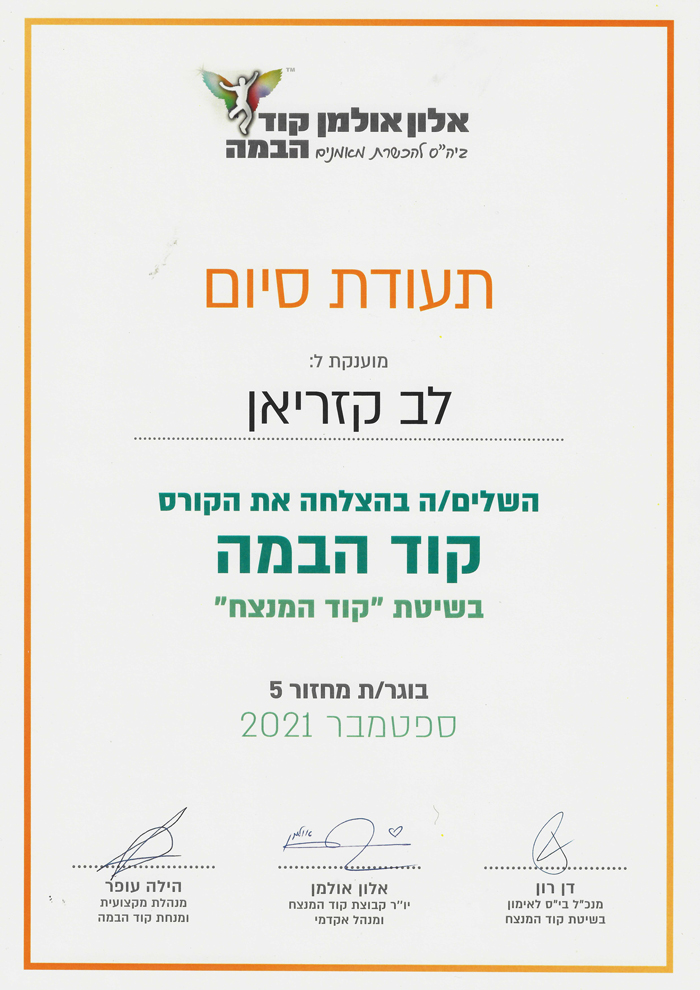 TM
אלון אולמן קוד
ביה"ס להכשרת מאמנים הבמה
תעודת סיום
מוענקת ל:
לב קזריאן
השלים/ה בהצלחה את הקורס
קוד הבמה
בשיטת "קוד המנצח"
בוגר/ת מחזור 5
ספטמבר 2021
אולמן
דן רון
מנכ"ל בי"ס לאימון
בשיטת קוד המנצח
אלון אולמן
יו"ר קבוצת קוד המנצח
ומנהל אקדמי
הילה עופר
מנהלת מקצועית
ומנחת קוד הבמה